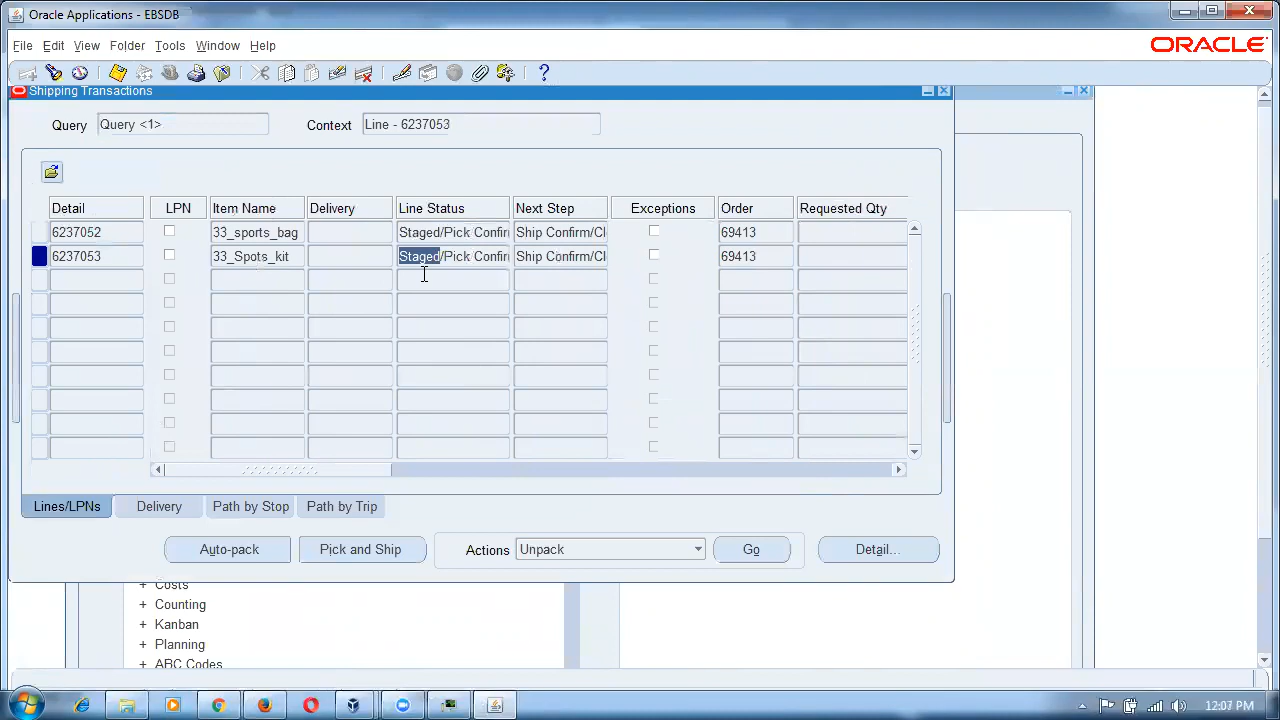 Oracle Applications - EBSDB
File Edit View Folder Tools Window Help
ORACLE
Shipping Transactions
Query Query <1> Context Line - 6237053
Detail LPN Item Name Delivery Line Status Next Step Exceptions Order Requested Qty
6237052 33_sports_bag Staged/Pick Confir Ship Confirm/Cl 69413
6237053 33_Spots_kit Staged/Pick Confir Ship Confirm/Cl 69413
Lines/LPNs Delivery Path by Stop Path by Trip
Auto-pack Pick and Ship Actions Unpack Go Detail...
+ Costs
+ Counting
+ Kanban
+ Planning
+ ABC Codes
12:07 PM